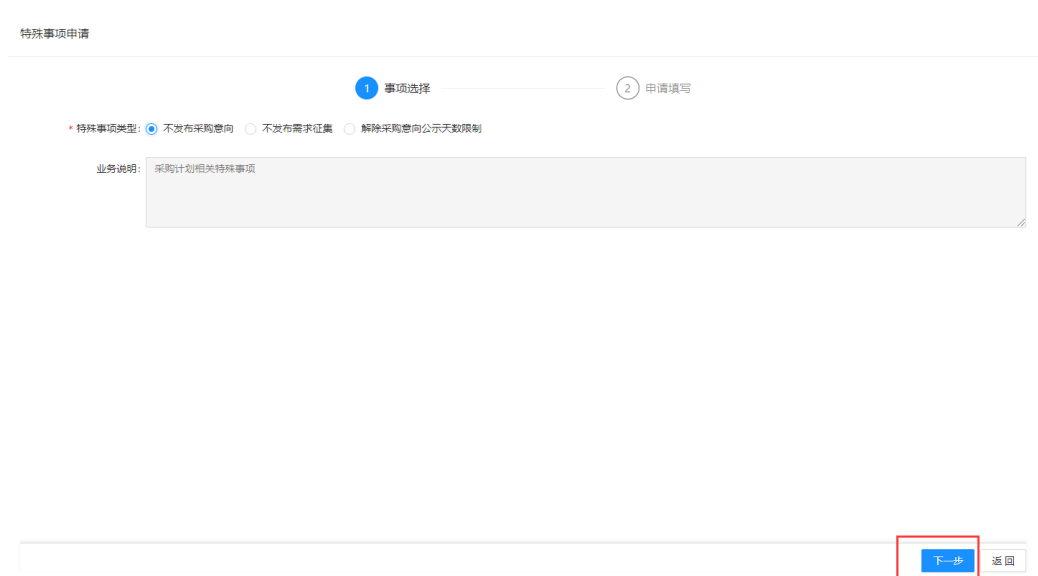 特殊事项申请
1 事项选择 2 申请填写
* 特殊事项类型: 不发布采购意向 不发布需求征集 解除采购意向公示天数限制
业务说明: 采购计划相关特殊事项
下一步 返回